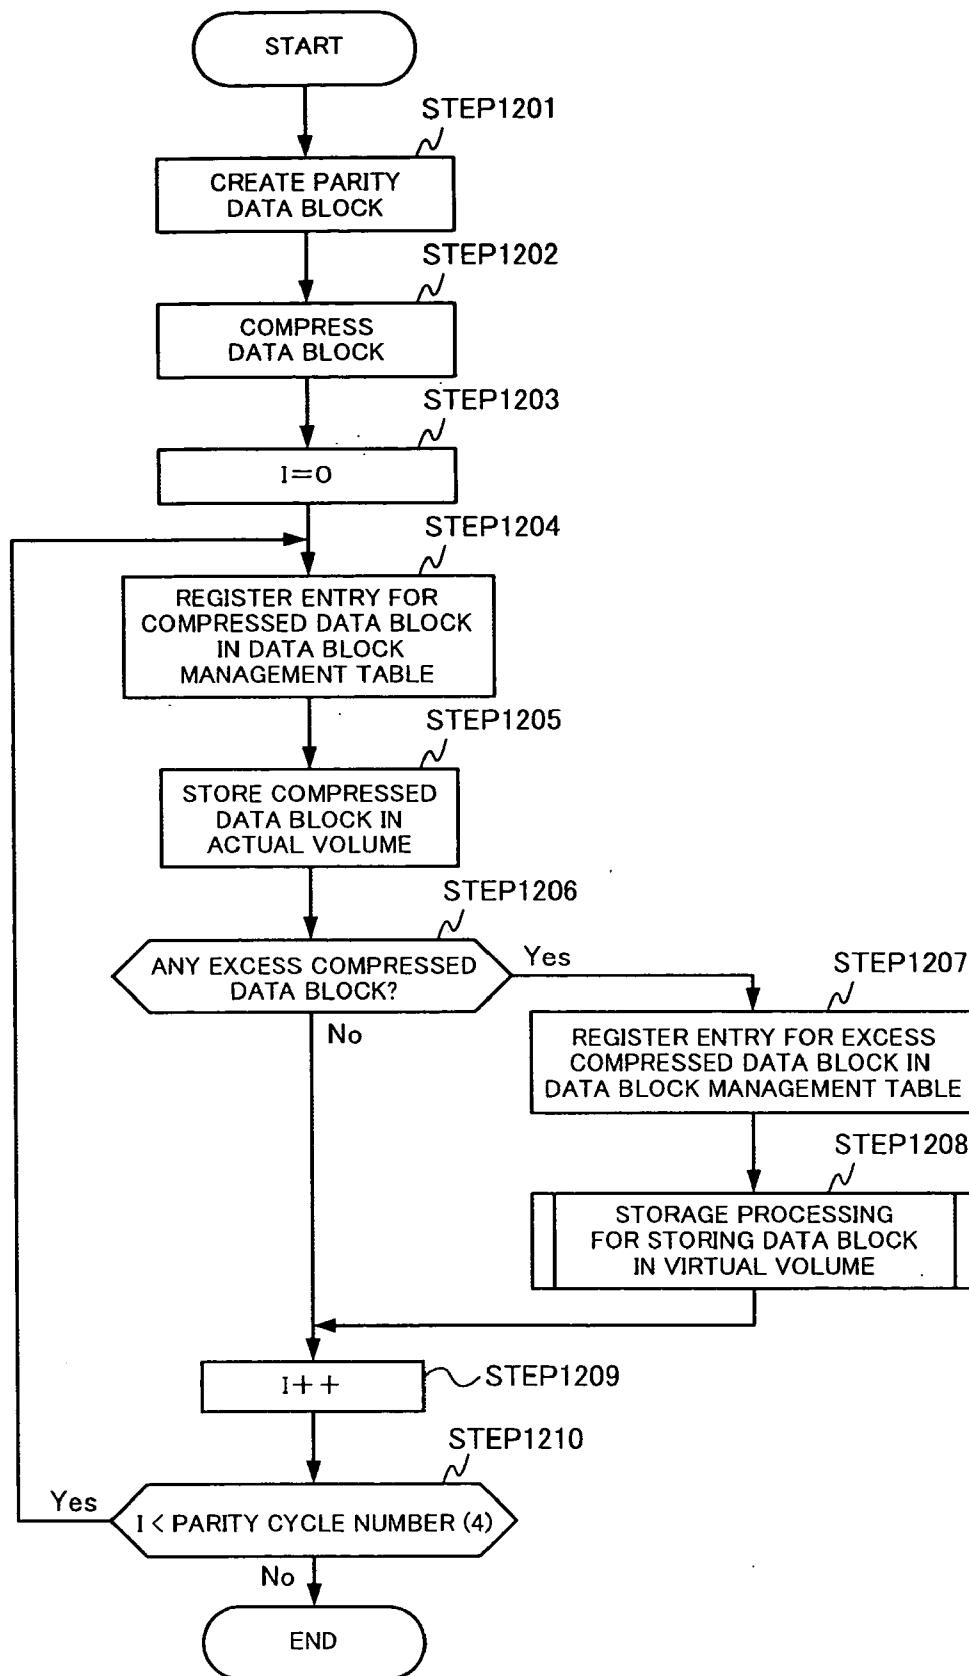 START
STEP1201
CREATE PARITY
DATA BLOCK
STEP1202
COMPRESS
DATA BLOCK
STEP1203
I=0
STEP1204
REGISTER ENTRY FOR
COMPRESSED DATA BLOCK
IN DATA BLOCK
MANAGEMENT TABLE
STEP1205
STORE COMPRESSED
DATA BLOCK IN
ACTUAL VOLUME
STEP1206
ANY EXCESS COMPRESSED
DATA BLOCK?
Yes
No
STEP1207
REGISTER ENTRY FOR EXCESS
COMPRESSED DATA BLOCK IN
DATA BLOCK MANAGEMENT TABLE
STEP1208
STORAGE PROCESSING
FOR STORING DATA BLOCK
IN VIRTUAL VOLUME
I++
STEP1209
STEP1210
Yes
I < PARITY CYCLE NUMBER (4)
No
END